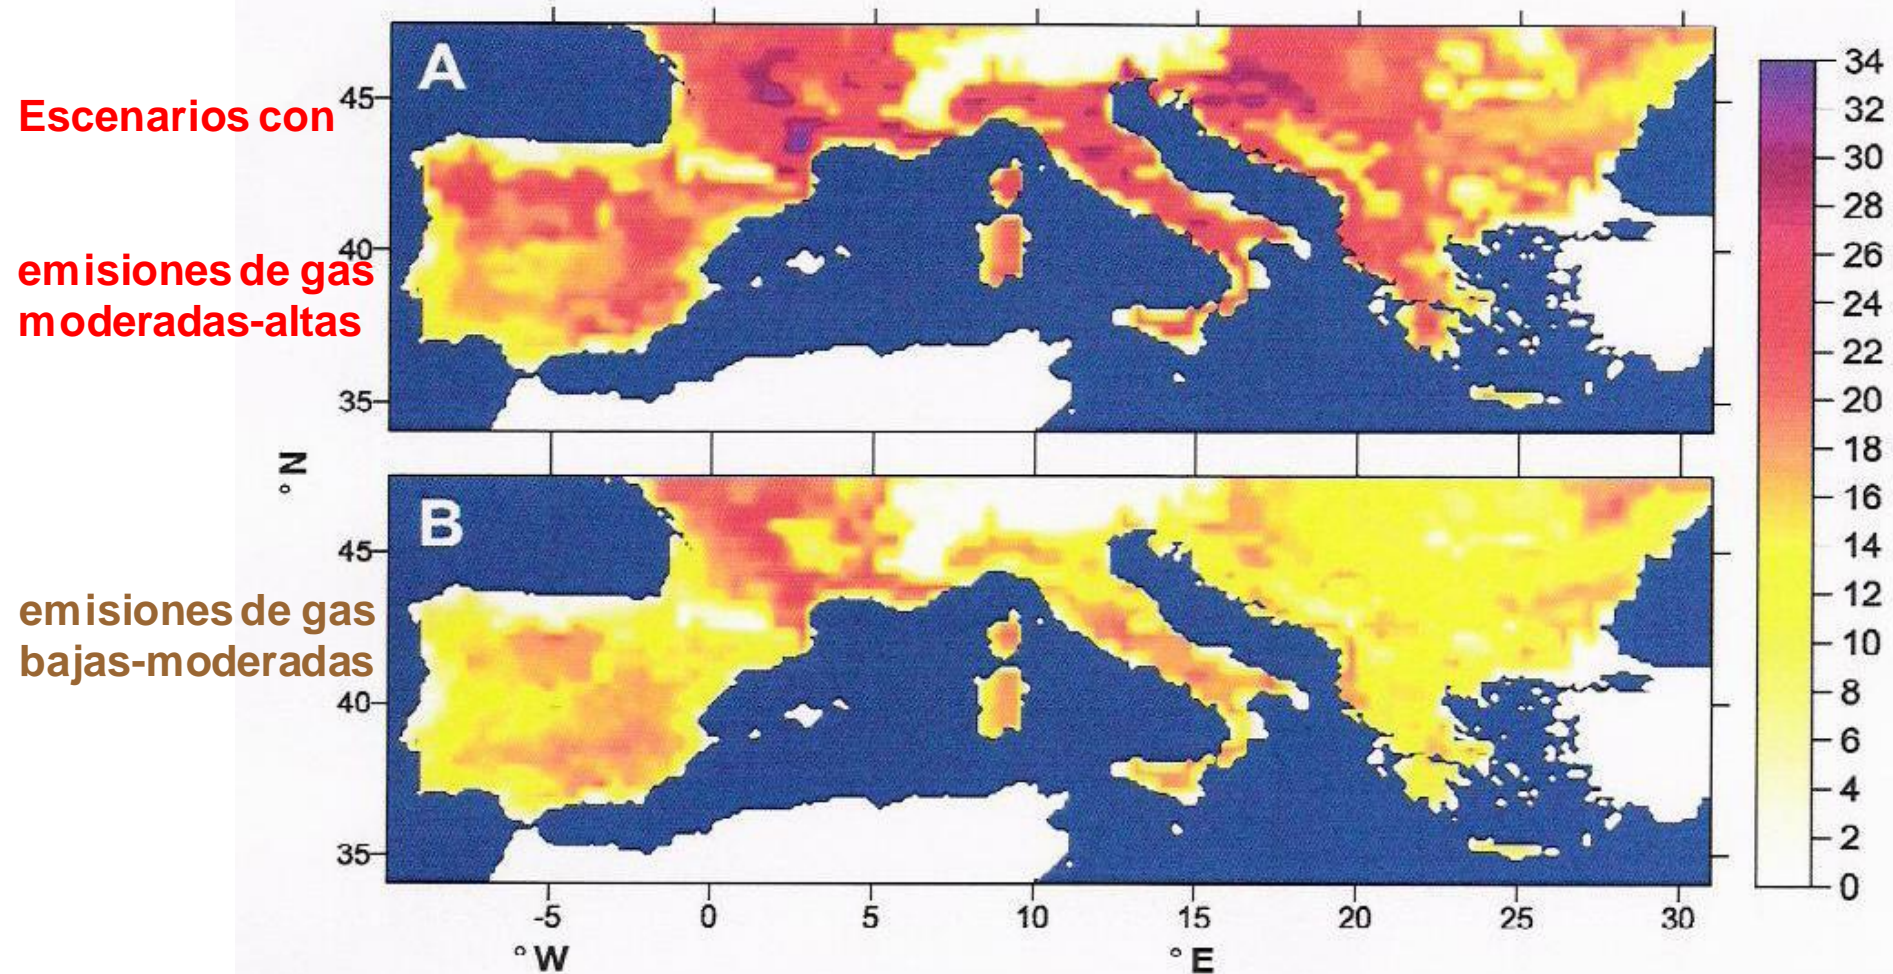 Escenarios con
emisiones de gas
moderadas-altas
emisiones de gas
bajas-moderadas
A
45
40
35
°N
B
45
40
35
-5 0 5 10 15 20 25 30
°W °E
34
32
30
28
26
24
22
20
18
16
14
12
10
8
6
4
2
0